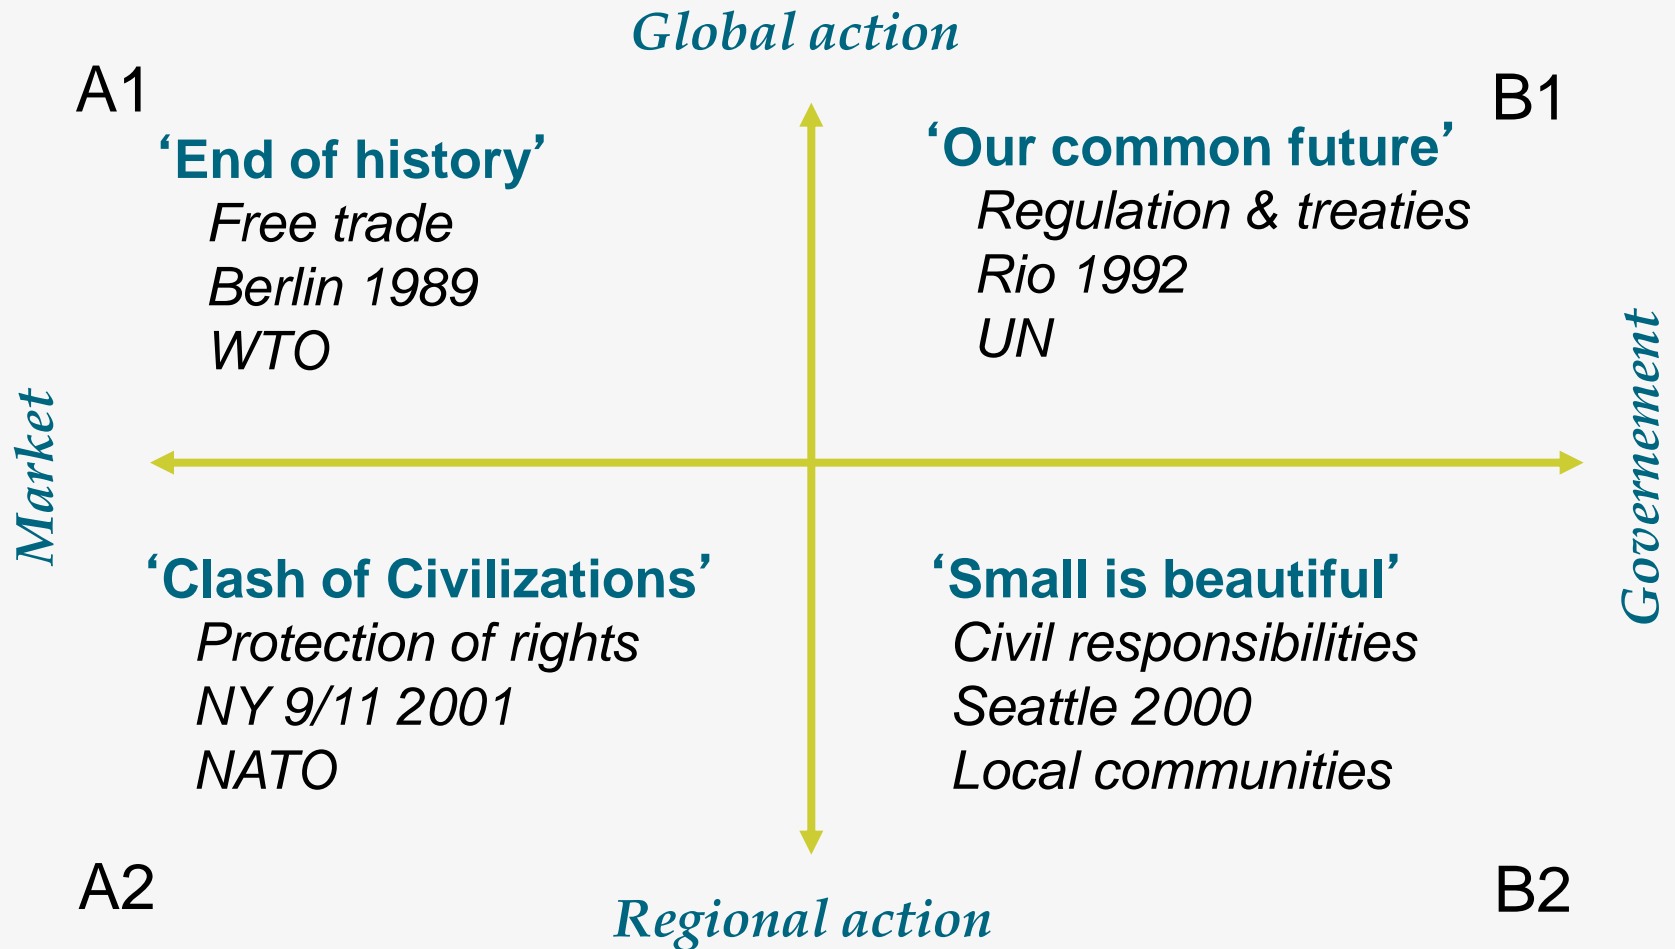 Global action
A1
B1
‘End of history’
Free trade
Berlin 1989
WTO
‘Our common future’
Regulation & treaties
Rio 1992
UN
Market
Governement
‘Clash of Civilizations’
Protection of rights
NY 9/11 2001
NATO
‘Small is beautiful’
Civil responsibilities
Seattle 2000
Local communities
A2
B2
Regional action